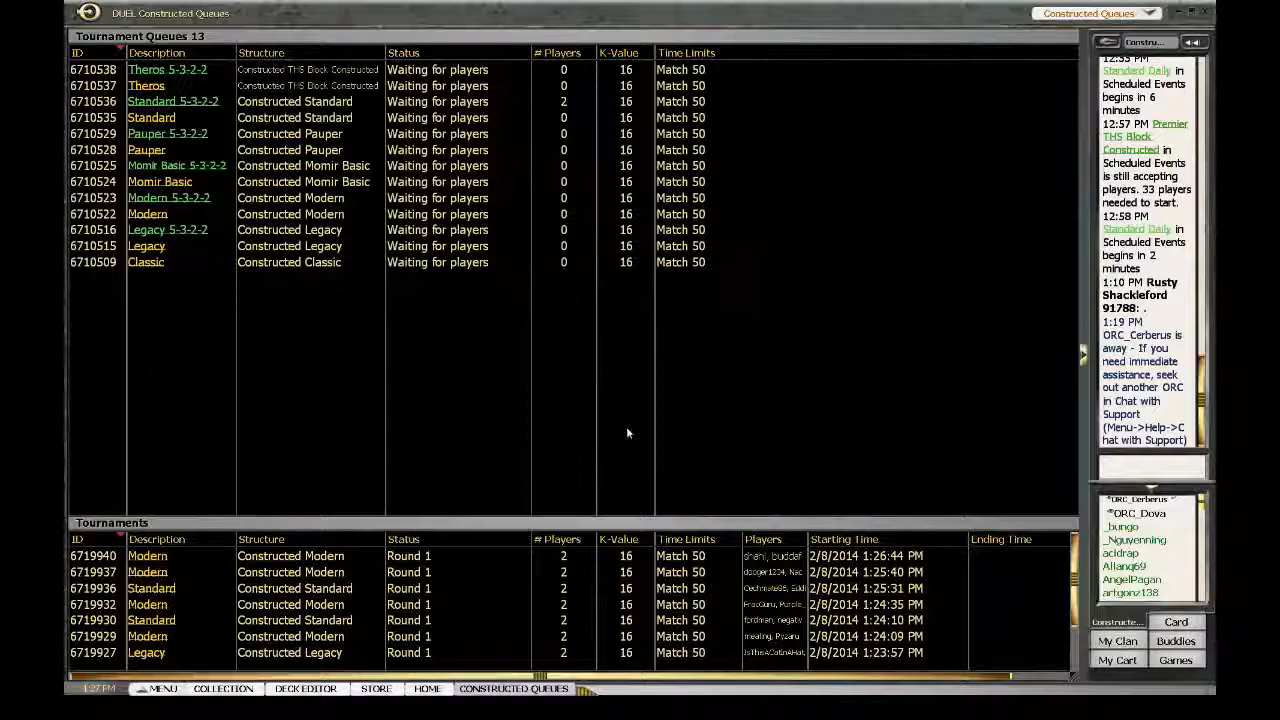 DUEL Constructed Queues
Constructed Queues
Tournament Queues 13
ID Description Structure Status # Players K-Value Time Limits
6710538 Theros 5-3-2-2 Constructed THS Block Constructed Waiting for players 0 16 Match 50
6710537 Theros Constructed THS Block Constructed Waiting for players 0 16 Match 50
6710536 Standard 5-3-2-2 Constructed Standard Waiting for players 2 16 Match 50
6710535 Standard Constructed Standard Waiting for players 0 16 Match 50
6710529 Pauper 5-3-2-2 Constructed Pauper Waiting for players 0 16 Match 50
6710528 Pauper Constructed Pauper Waiting for players 0 16 Match 50
6710525 Momir Basic 5-3-2-2 Constructed Momir Basic Waiting for players 0 16 Match 50
6710524 Momir Basic Constructed Momir Basic Waiting for players 0 16 Match 50
6710523 Modern 5-3-2-2 Constructed Modern Waiting for players 0 16 Match 50
6710522 Modern Constructed Modern Waiting for players 0 16 Match 50
6710516 Legacy 5-3-2-2 Constructed Legacy Waiting for players 0 16 Match 50
6710515 Legacy Constructed Legacy Waiting for players 0 16 Match 50
6710509 Classic Constructed Classic Waiting for players 0 16 Match 50
Tournaments
ID Description Structure Status # Players K-Value Time Limits Players Starting Time Ending Time
6719940 Modern Constructed Modern Round 1 2 16 Match 50 shanl, buddaf 2/8/2014 1:26:44 PM
6719937 Modern Constructed Modern Round 1 2 16 Match 50 2/8/2014 1:25:40 PM
6719936 Standard Constructed Standard Round 1 2 16 Match 50 2/8/2014 1:25:31 PM
6719932 Modern Constructed Modern Round 1 2 16 Match 50 2/8/2014 1:24:35 PM
6719930 Standard Constructed Standard Round 1 2 16 Match 50 fordman, negativ 2/8/2014 1:24:10 PM
6719929 Modern Constructed Modern Round 1 2 16 Match 50 2/8/2014 1:24:09 PM
6719927 Legacy Constructed Legacy Round 1 2 16 Match 50 IsThisACatInAHat, 2/8/2014 1:23:57 PM
Constru...
12:53 PM
Standard Daily in
Scheduled Events
begins in 6
minutes
12:57 PM Premier
THS Block
Constructed in
Scheduled Events
is still accepting
players. 33 players
needed to start.
12:58 PM
Standard Daily in
Scheduled Events
begins in 2
minutes
1:10 PM Rusty
Shackleford
91788: .
1:19 PM
ORC_Cerberus is
away - If you
need immediate
assistance, seek
out another ORC
in Chat with
Support
(Menu->Help->C
hat with Support)
*ORC_Cerberus
*ORC_Dova
_bungo
_Nguyenning
acidrap
Allanq69
AngelPagan
artgonz138
Constructe... Card
My Clan Buddies
My Cart Games
1:27 PM MENU COLLECTION DECK EDITOR STORE HOME CONSTRUCTED QUEUES